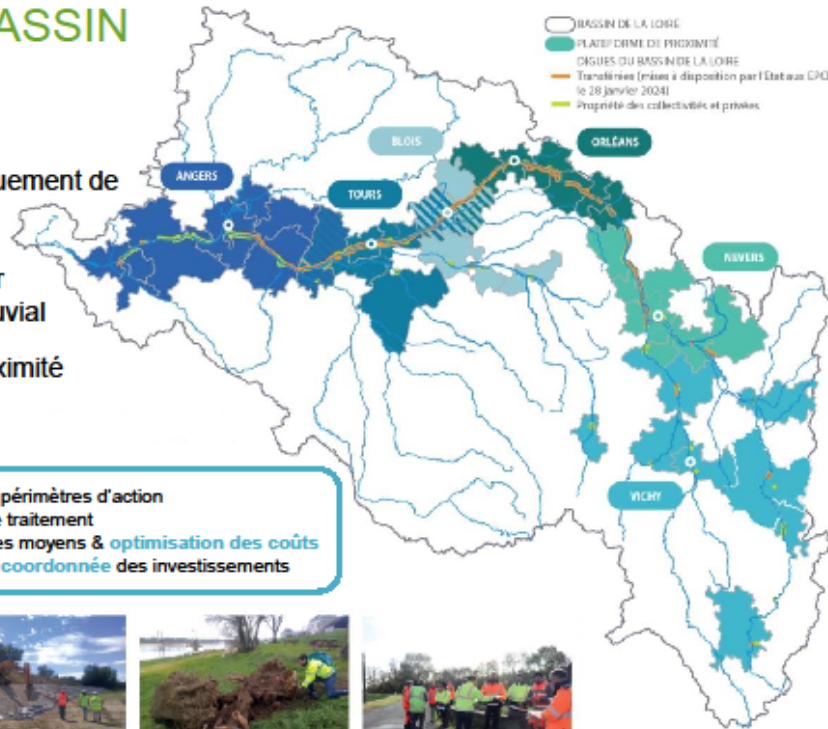 ASSIN
uement de
r
uvial
ximité
périmètres d'action
traitement
es moyens & optimisation des coûts
coordonnée des investissements
BASSIN DE LA LOIRE
PLATEFORME DE PROXIMITÉ
DIGUES DU BASSIN DE LA LOIRE
Transférées (mises à disposition par l'Etat aux EPCI
le 28 janvier 2024)
Propriété des collectivités et privées
BLOIS
ORLÉANS
ANGERS
TOURS
NEVERS
VICHY